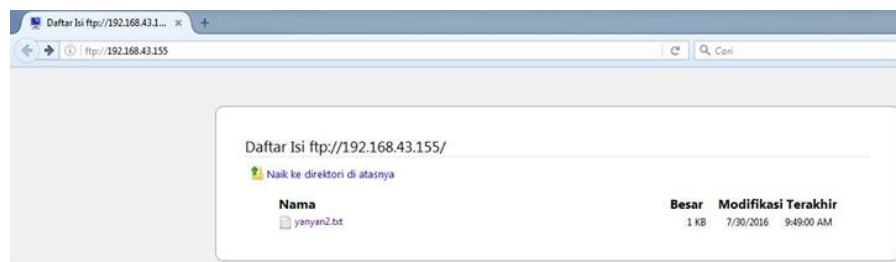 Daftar Isi ftp://192.168.43.1...
ftp://192.168.43.155
Cari
Daftar Isi ftp://192.168.43.155/
Naik ke direktori di atasnya
Nama Besar Modifikasi Terakhir
yanyan2.txt 1 KB 7/30/2016 9:49:00 AM